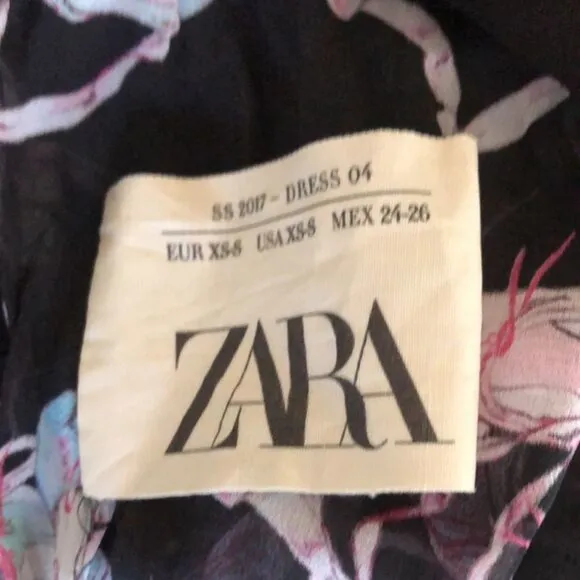 SS 2017 - DRESS 04
EUR XS-S USA XS-S MEX 24-26
ZARA